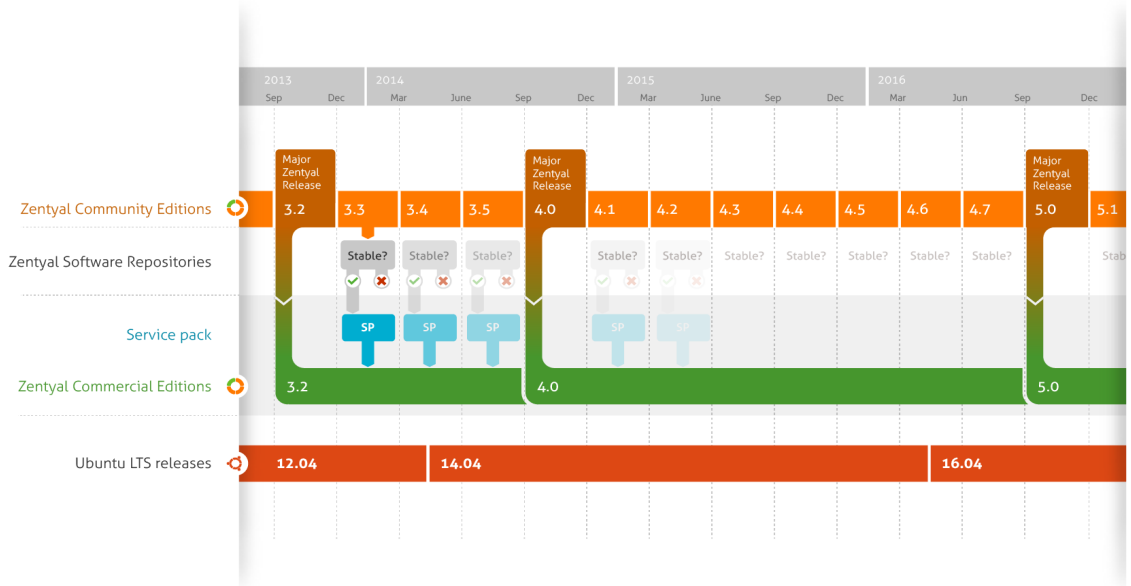 2013 2014 2015 2016
Sep Dec Mar June Sep Dec Mar June Sep Dec Mar Jun Sep Dec
Major Zentyal Release
Major Zentyal Release
Major Zentyal Release
Zentyal Community Editions 3.2 3.3 3.4 3.5 4.0 4.1 4.2 4.3 4.4 4.5 4.6 4.7 5.0 5.1
Zentyal Software Repositories Stable? Stable? Stable? Stable? Stable? Stable? Stable? Stable? Stable? Stable? Stab
Service pack SP SP SP SP SP
Zentyal Commercial Editions 3.2 4.0 5.0
Ubuntu LTS releases 12.04 14.04 16.04